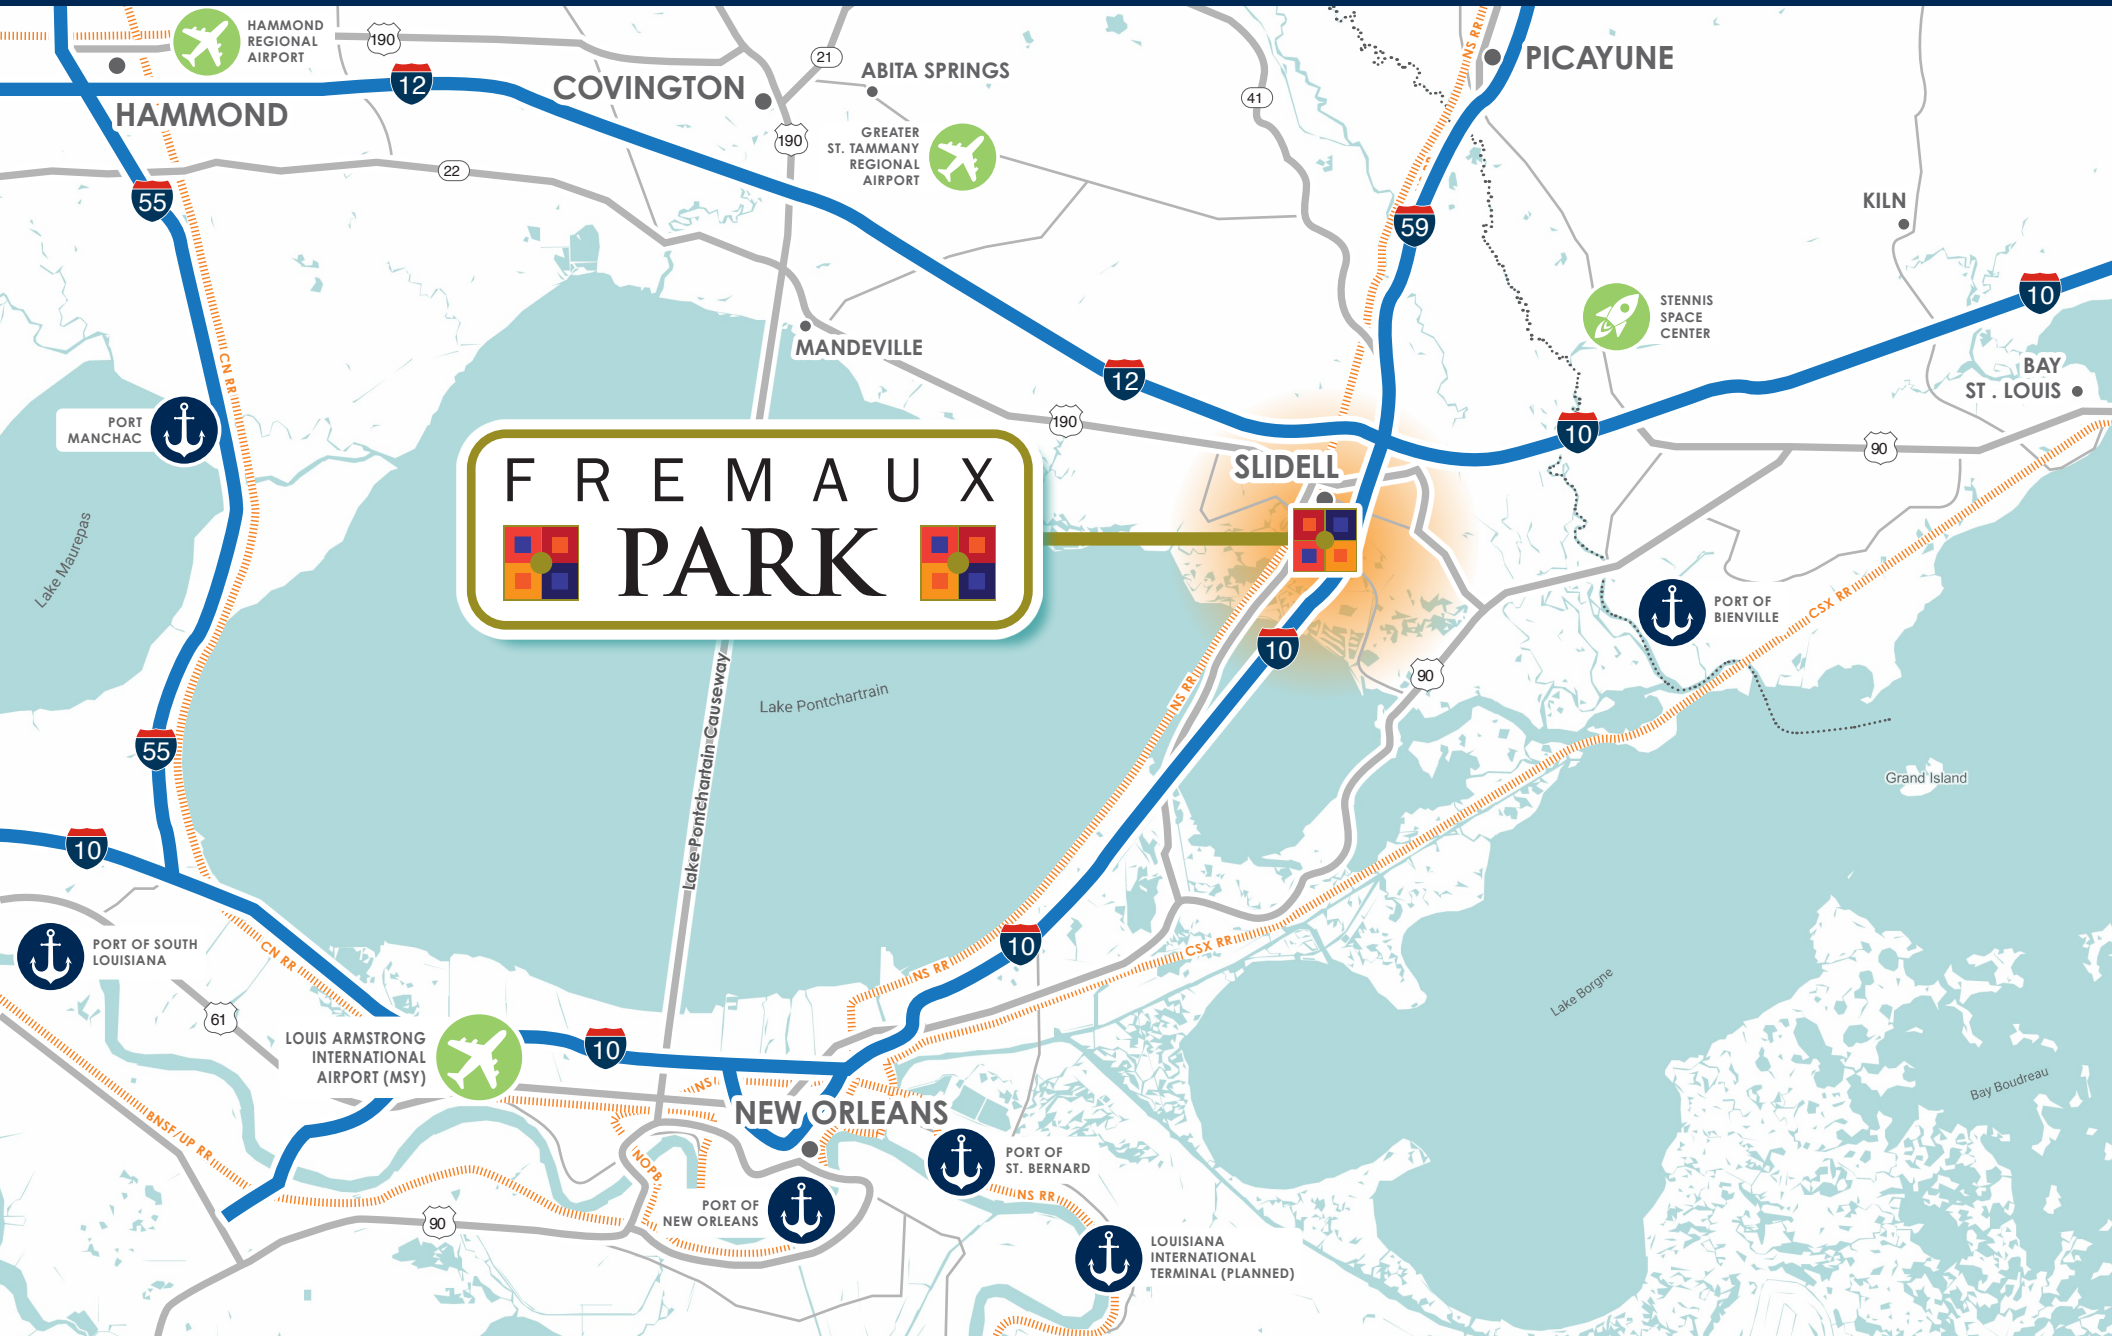 HAMMOND
REGIONAL
AIRPORT
190
12
HAMMOND
COVINGTON
21
ABITA SPRINGS
190
GREATER
ST. TAMMANY
REGIONAL
AIRPORT
41
NS RR
PICAYUNE
22
55
59
KILN
10
STENNIS
SPACE
CENTER
MANDEVILLE
CN RR
12
BAY
ST . LOUIS
PORT
MANCHAC
190
10
90
SLIDELL
FREMAUX
PARK
Lake Maurepas
PORT OF
BIENVILLE
CSX RR
10
90
NS RR
Lake Pontchartrain
Lake Pontchartain Causeway
55
Grand Island
10
PORT OF SOUTH
LOUISIANA
CN RR
10
NS RR
CSX RR
Lake Borgne
61
LOUIS ARMSTRONG
INTERNATIONAL
AIRPORT (MSY)
10
NS
NEW ORLEANS
Bay Boudreau
BNSF/UP RR
NOPB
PORT OF
ST. BERNARD
NS RR
PORT OF
NEW ORLEANS
90
LOUISIANA
INTERNATIONAL
TERMINAL (PLANNED)